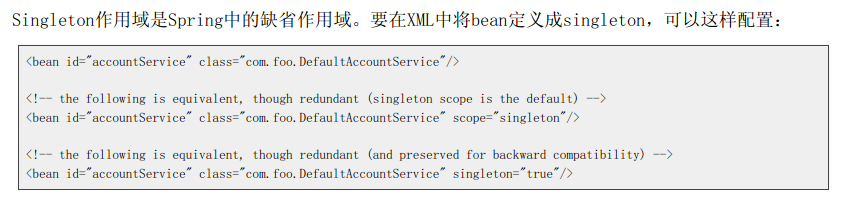 Singleton作用域是Spring中的缺省作用域。要在XML中将bean定义成singleton，可以这样配置：
<bean id="accountService" class="com.foo.DefaultAccountService"/>
<!-- the following is equivalent, though redundant (singleton scope is the default) -->
<bean id="accountService" class="com.foo.DefaultAccountService" scope="singleton"/>
<!-- the following is equivalent, though redundant (and preserved for backward compatibility) -->
<bean id="accountService" class="com.foo.DefaultAccountService" singleton="true"/>